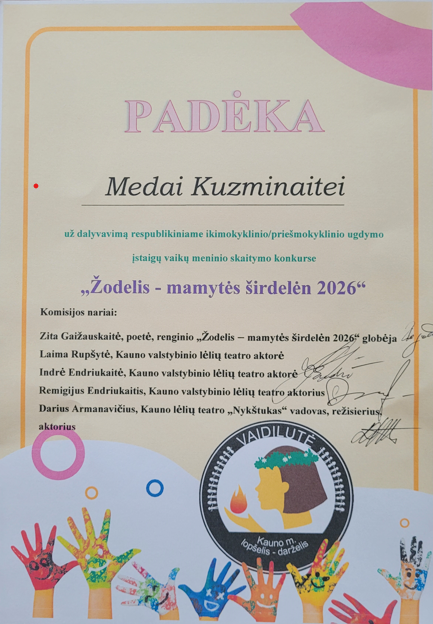 PADĖKA
Medai Kuzminaitei
už dalyvavimą respublikiniame ikimokyklinio/priešmokyklinio ugdymo
įstaigų vaikų meninio skaitymo konkurse
„Žodelis - mamytės širdelėn 2026“
Komisijos nariai:
Zita Gaižauskaitė, poetė, renginio „Žodelis – mamytės širdelėn 2026“ globėja
Laima Rupšytė, Kauno valstybinio lėlių teatro aktorė
Indrė Endriukaitė, Kauno valstybinio lėlių teatro aktorė
Remigijus Endriukaitis, Kauno valstybinio lėlių teatro aktorius
Darius Armanavičius, Kauno lėlių teatro „Nykštukas“ vadovas, režisierius,
aktorius
VAIDILUTĖ
Kauno m.
lopšelis - darželis